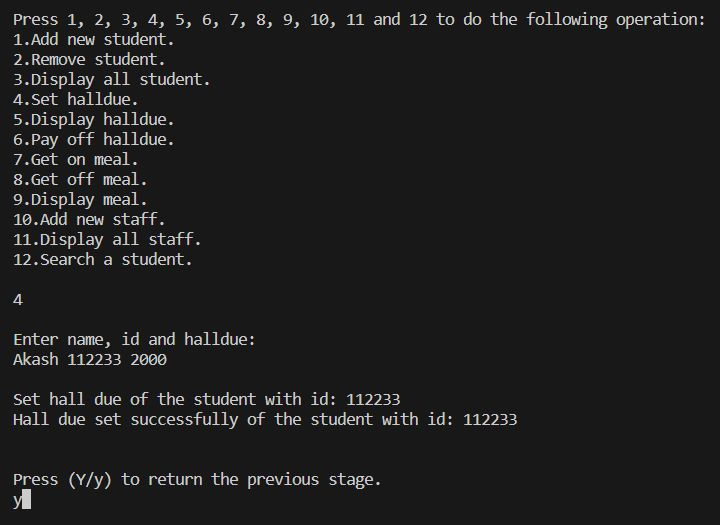 Press 1, 2, 3, 4, 5, 6, 7, 8, 9, 10, 11 and 12 to do the following operation:
1.Add new student.
2.Remove student.
3.Display all student.
4.Set halldue.
5.Display halldue.
6.Pay off halldue.
7.Get on meal.
8.Get off meal.
9.Display meal.
10.Add new staff.
11.Display all staff.
12.Search a student.
4
Enter name, id and halldue:
Akash 112233 2000
Set hall due of the student with id: 112233
Hall due set successfully of the student with id: 112233
Press (Y/y) to return the previous stage.
y